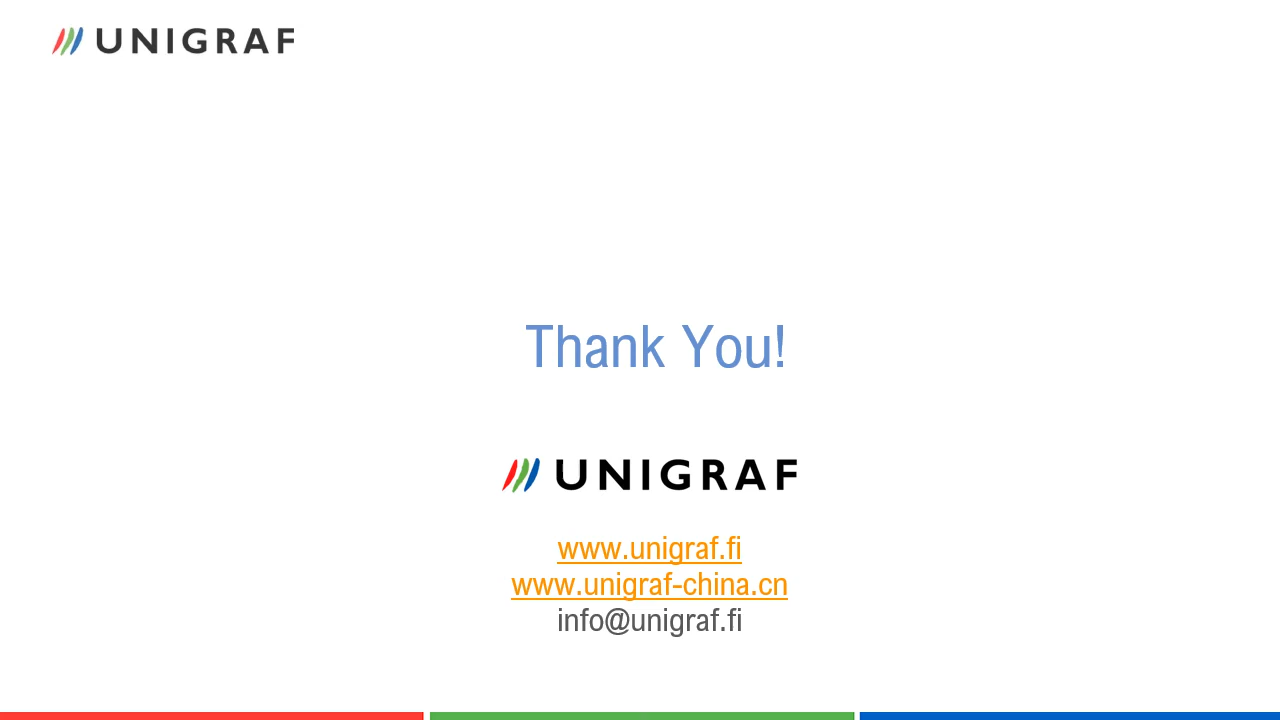 UNIGRAF
Thank You!
UNIGRAF
www.unigraf.fi
www.unigraf-china.cn
info@unigraf.fi